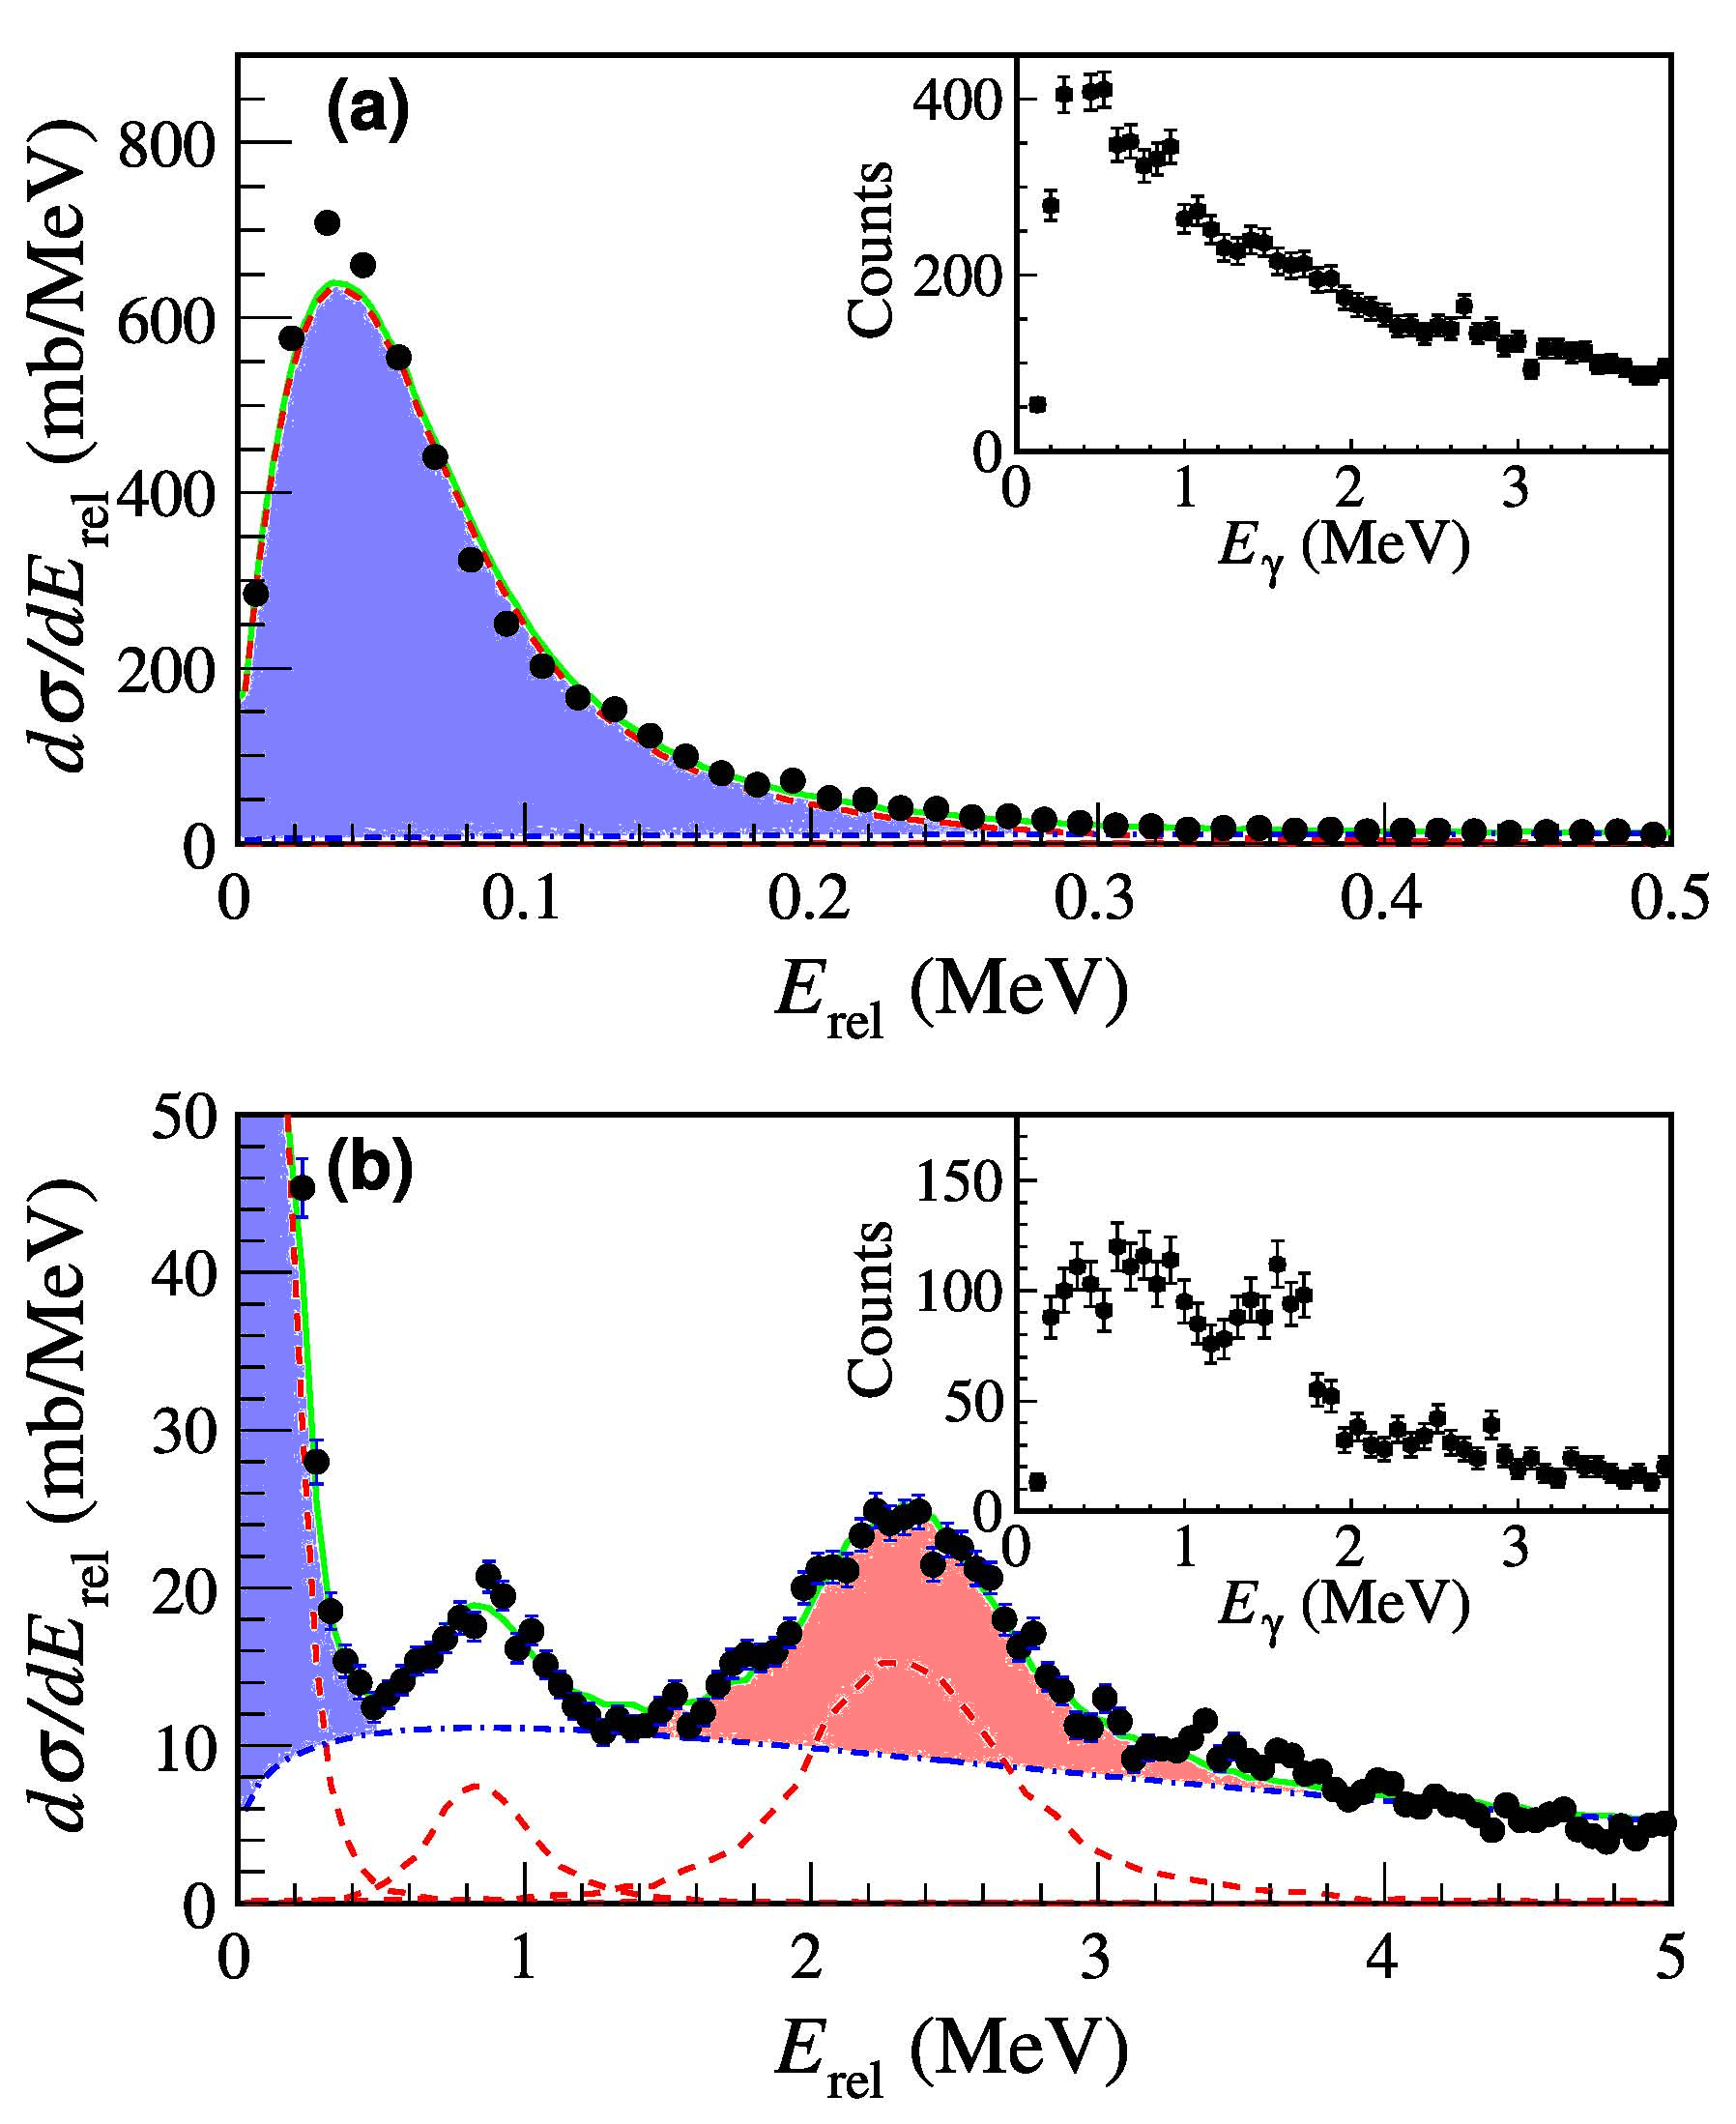 (a)
800
600
400
200
0
dσ/dE_rel (mb/MeV)
0 0.1 0.2 0.3 0.4 0.5
E_rel (MeV)
400
200
0
Counts
0 1 2 3
E_γ (MeV)
(b)
50
40
30
20
10
0
dσ/dE_rel (mb/MeV)
0 1 2 3 4 5
E_rel (MeV)
150
100
50
0
Counts
0 1 2 3
E_γ (MeV)